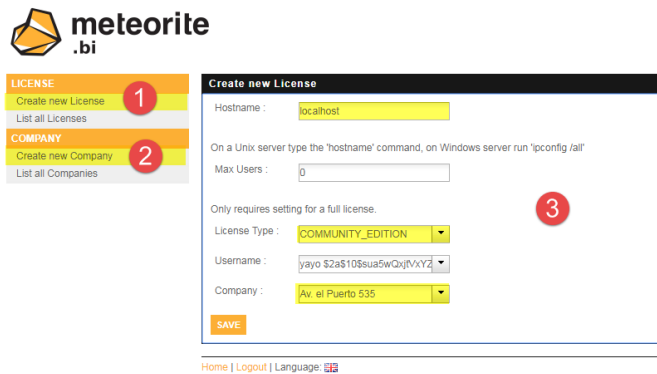 meteorite
.bi
LICENSE
Create new License
1
List all Licenses
COMPANY
Create new Company
2
List all Companies
Create new License
Hostname :
localhost
On a Unix server type the 'hostname' command, on Windows server run 'ipconfig /all'
Max Users :
0
Only requires setting for a full license.
3
License Type :
COMMUNITY_EDITION
Username :
yayo
Company :
Av. el Puerto 535
SAVE
Home | Logout | Language: